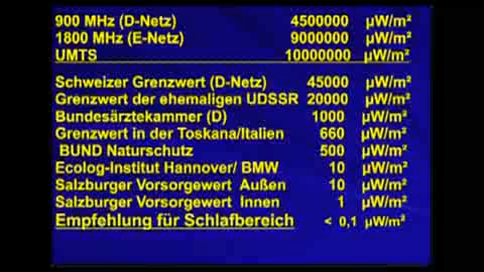 900 MHz (D-Netz) 4500000 µW/m²
1800 MHz (E-Netz) 9000000 µW/m²
UMTS 10000000 µW/m²
Schweizer Grenzwert (D-Netz) 45000 µW/m²
Grenzwert der ehemaligen UDSSR 20000 µW/m²
Bundesärztekammer (D) 1000 µW/m²
Grenzwert in der Toskana/Italien 660 µW/m²
BUND Naturschutz 500 µW/m²
Ecolog-Institut Hannover/ BMW 10 µW/m²
Salzburger Vorsorgewert Außen 10 µW/m²
Salzburger Vorsorgewert Innen 1 µW/m²
Empfehlung für Schlafbereich < 0,1 µW/m²